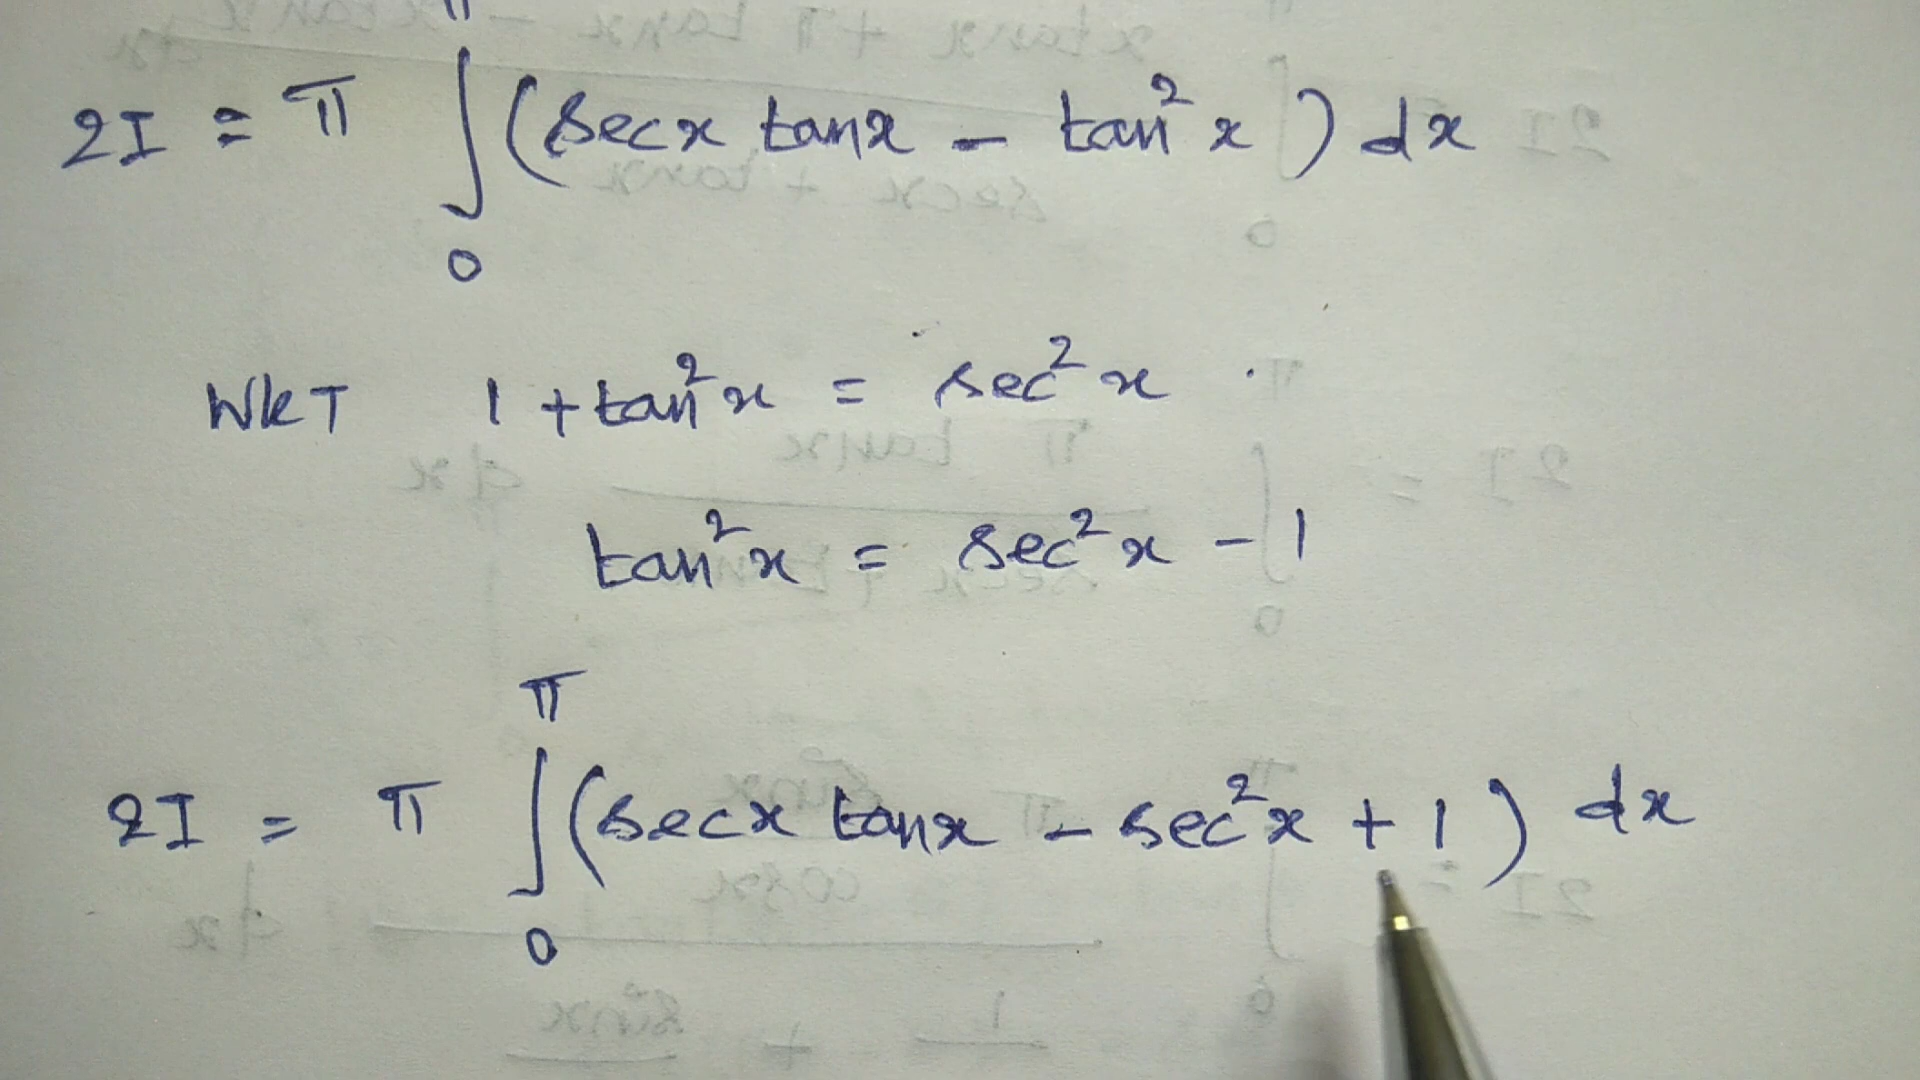 π
2I = π ∫ (secx tanx - tan²x) dx
0
WKT 1 + tan²x = sec²x
tan²x = sec²x - 1
π
2I = π ∫ (secx tanx - sec²x + 1) dx
0